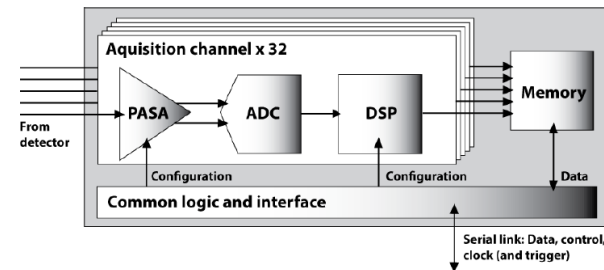 Aquisition channel x 32
PASA
ADC
DSP
Memory
From
detector
Configuration
Configuration
Data
Common logic and interface
Serial link: Data, control,
clock (and trigger)